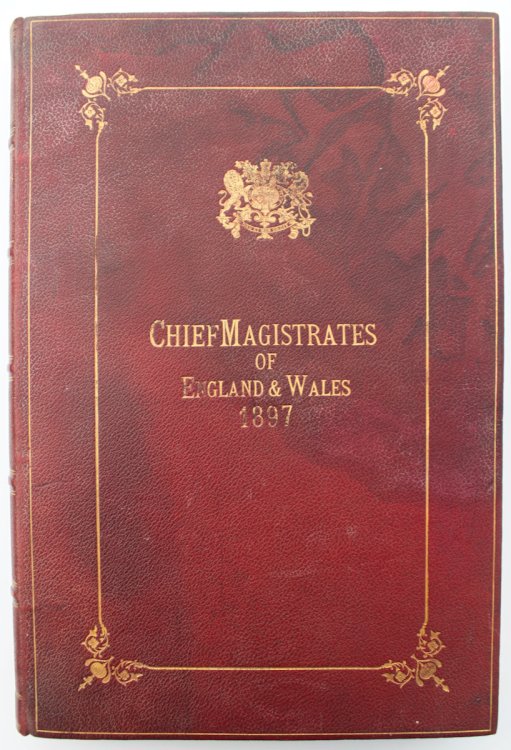 CHIEF MAGISTRATES
OF
ENGLAND & WALES
1897